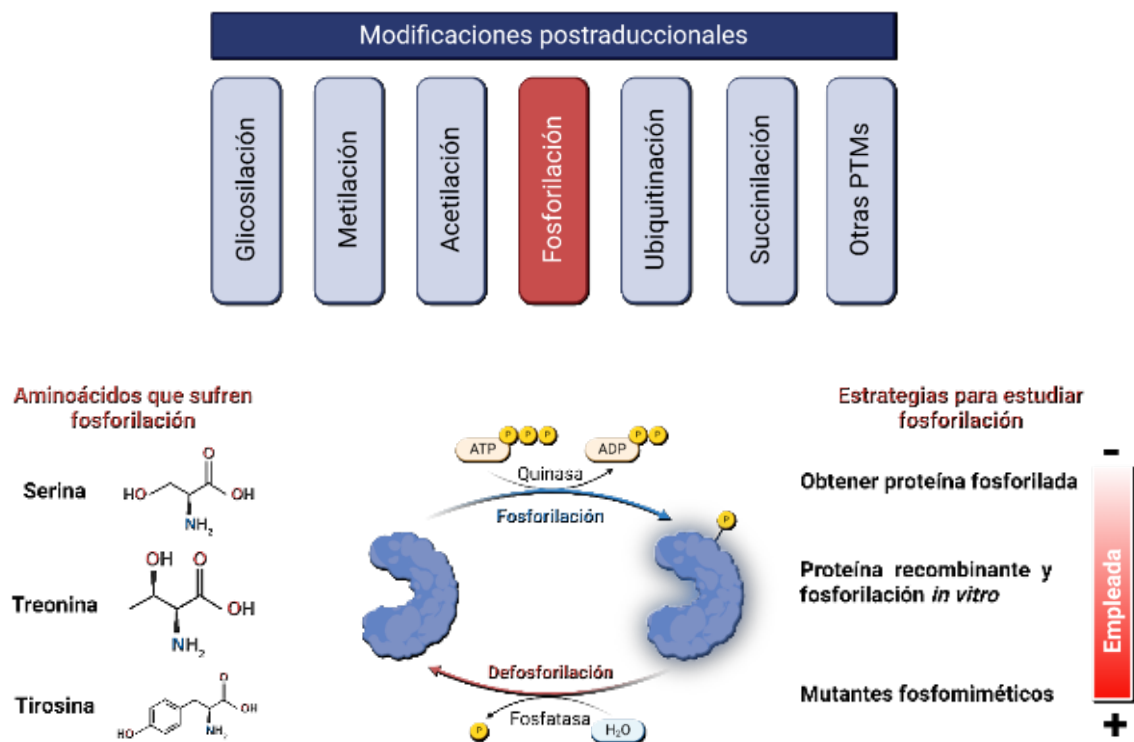 Modificaciones postraduccionales
Glicosilación
Metilación
Acetilación
Fosforilación
Ubiquitinación
Succinilación
Otras PTMs
Aminoácidos que sufren
fosforilación
Serina
HO
O
OH
NH2
Treonina
OH
O
OH
NH2
Tirosina
HO
O
OH
NH2
ATP
P P P
ADP
P P
Quinasa
Fosforilación
P
Defosforilación
P
Fosfatasa
H2O
Estrategias para estudiar
fosforilación
-
Obtener proteína fosforilada
Proteína recombinante y
fosforilación in vitro
Mutantes fosfomiméticos
Empleada
+